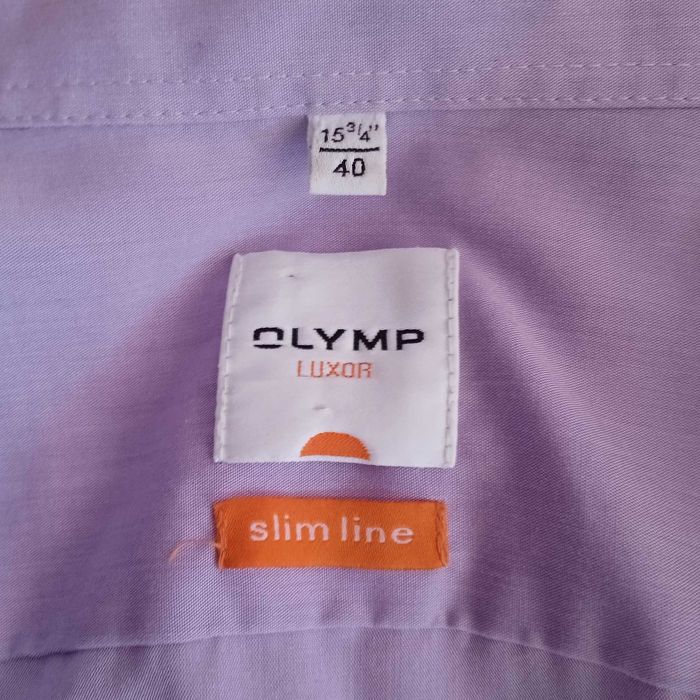 15 3/4"
40
OLYMP
LUXOR
slim line